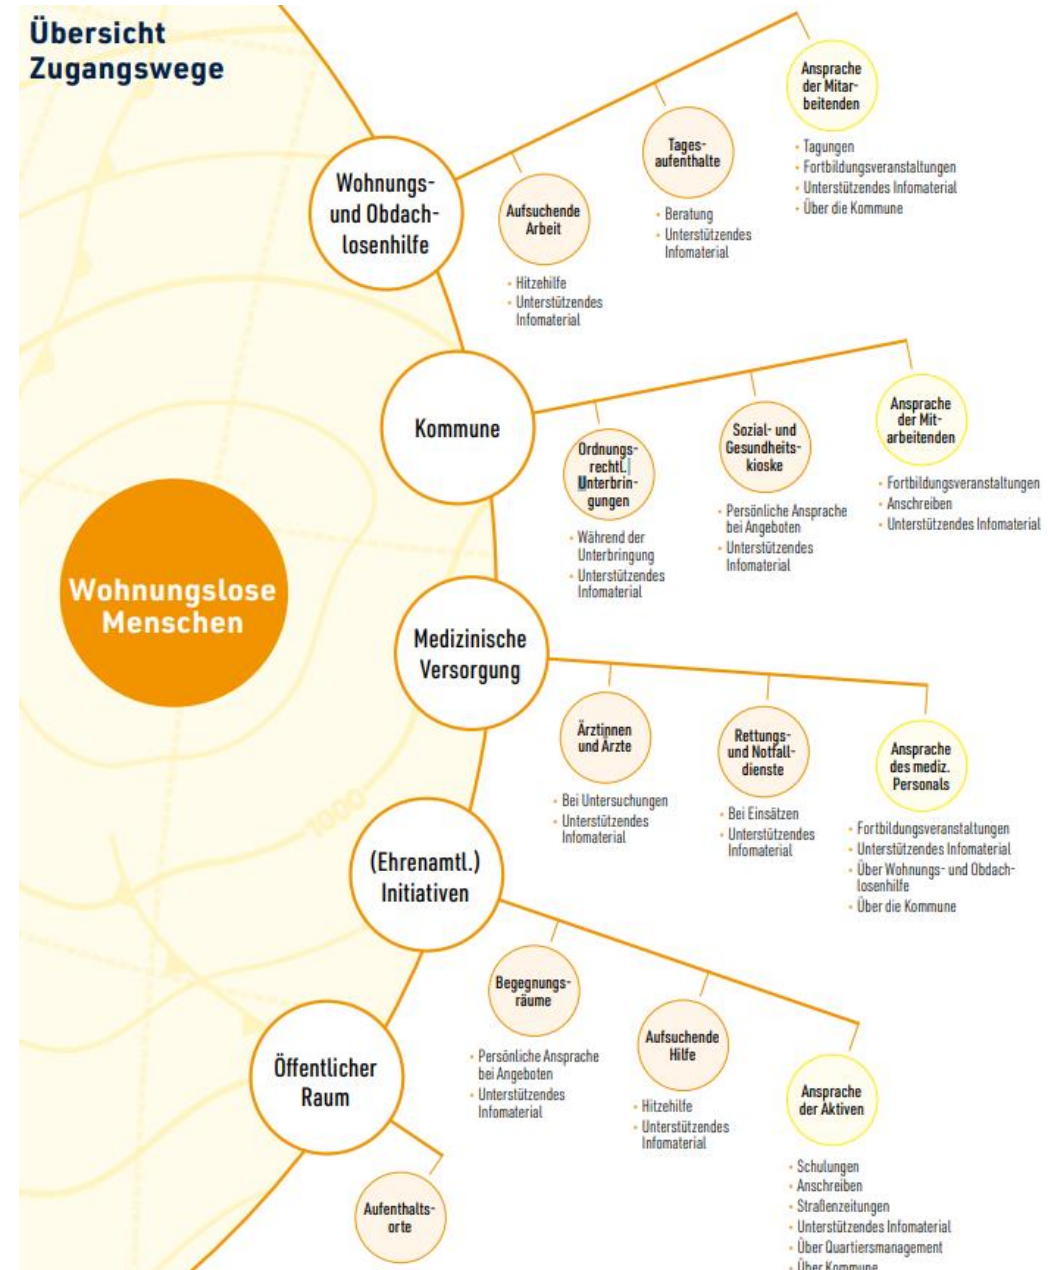 Übersicht
Zugangswege
Wohnungs-
und Obdach-
losenhilfe
Aufsuchende
Arbeit
• Hitzehilfe
• Unterstützendes
Infomaterial
Tages-
aufenthalte
• Beratung
• Unterstützendes
Infomaterial
Ansprache
der Mitar-
beitenden
• Tagungen
• Fortbildungsveranstaltungen
• Unterstützendes Infomaterial
• Über die Kommune
Kommune
Ordnungs-
rechtl.
Unterbrin-
gungen
• Während der
Unterbringung
• Unterstützendes
Infomaterial
Sozial- und
Gesundheits-
kioske
• Persönliche Ansprache
bei Angeboten
• Unterstützendes
Infomaterial
Ansprache
der Mit-
arbeitenden
• Fortbildungsveranstaltungen
• Anschreiben
• Unterstützendes Infomaterial
Wohnungslose
Menschen
Medizinische
Versorgung
Ärztinnen
und Ärzte
• Bei Untersuchungen
• Unterstützendes
Infomaterial
Rettungs-
und Notfall-
dienste
• Bei Einsätzen
• Unterstützendes
Infomaterial
Ansprache
des mediz.
Personals
• Fortbildungsveranstaltungen
• Unterstützendes Infomaterial
• Über Wohnungs- und Obdach-
losenhilfe
• Über die Kommune
1000
(Ehrenamtl.)
Initiativen
Begegnungs-
räume
• Persönliche Ansprache
bei Angeboten
• Unterstützendes
Infomaterial
Aufsuchende
Hilfe
• Hitzehilfe
• Unterstützendes
Infomaterial
Ansprache
der Aktiven
• Schulungen
• Anschreiben
• Straßenzeitungen
• Unterstützendes Infomaterial
• Über Quartiersmanagement
• Über Kommune
Öffentlicher
Raum
Aufenthalts-
orte